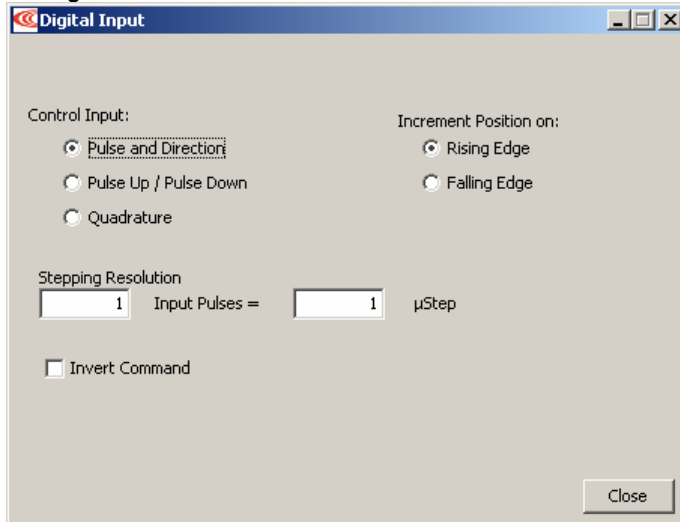 Digital Input
Control Input:
Pulse and Direction
Pulse Up / Pulse Down
Quadrature
Increment Position on:
Rising Edge
Falling Edge
Stepping Resolution
1 Input Pulses = 1 µStep
Invert Command
Close